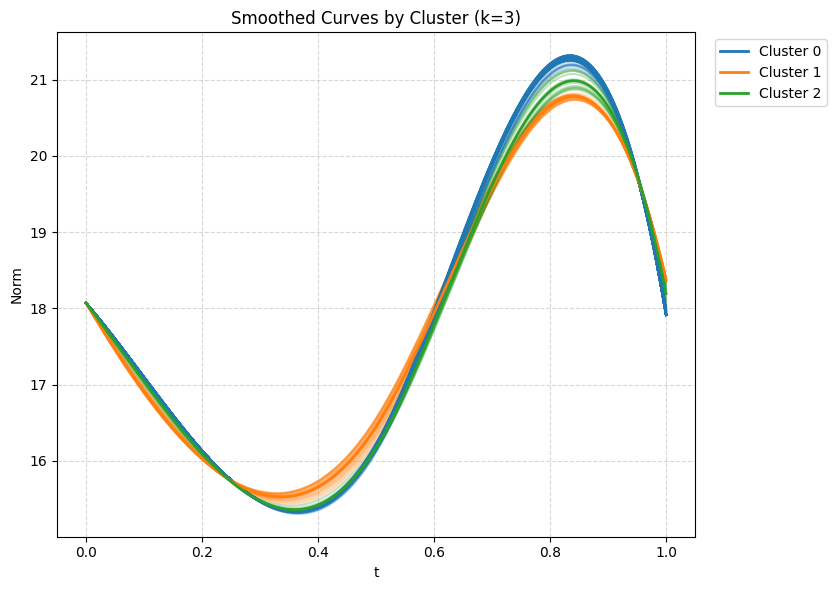 Smoothed Curves by Cluster (k=3)
Cluster 0
Cluster 1
Cluster 2
Norm
21
20
19
18
17
16
0.0 0.2 0.4 0.6 0.8 1.0
t